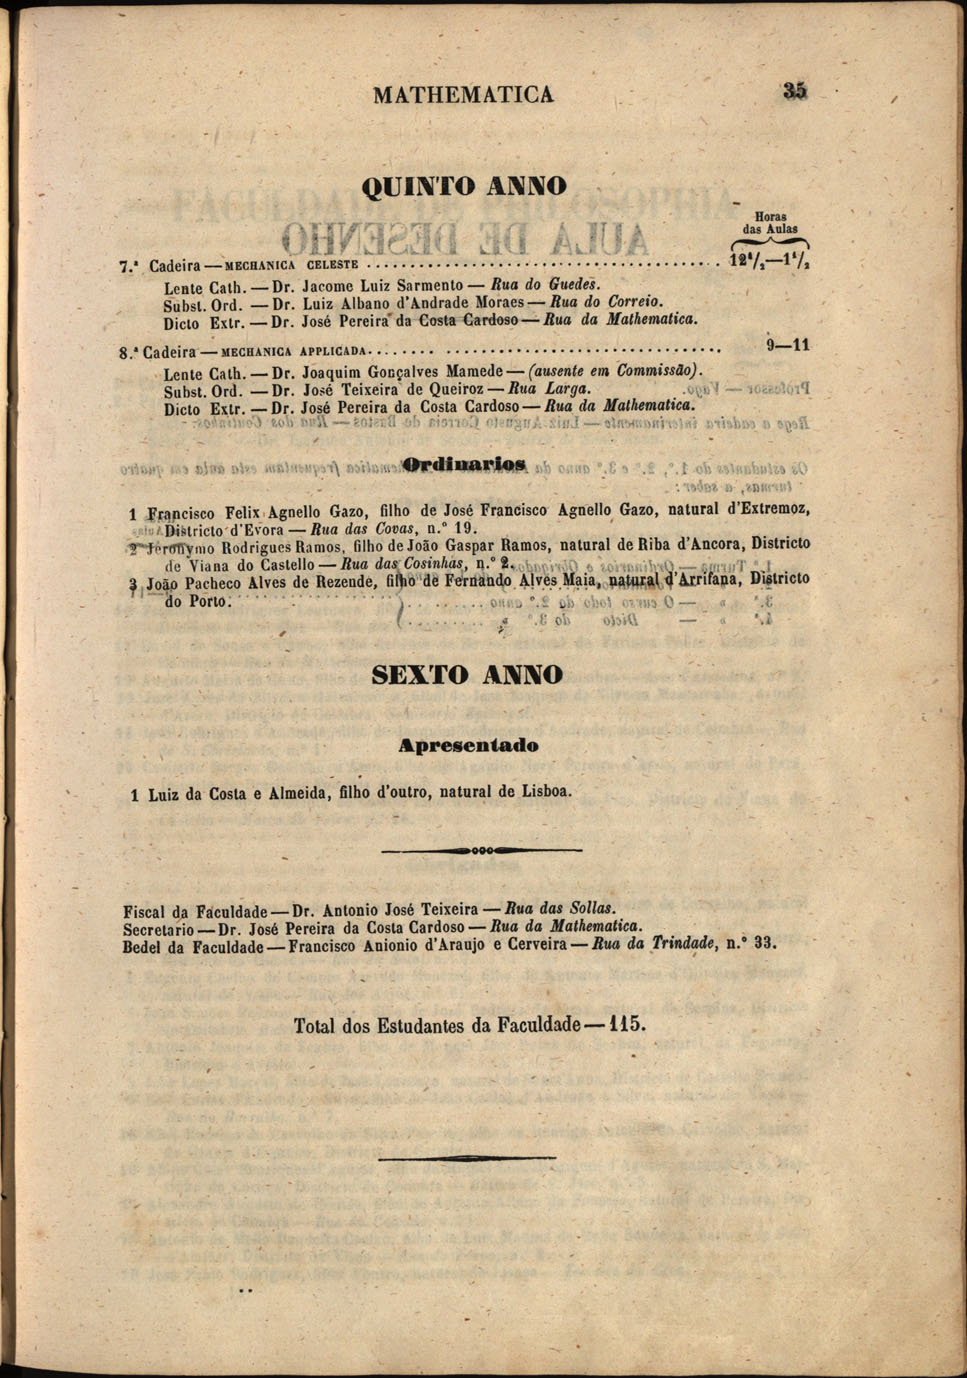 MATHEMATICA 35
QUINTO ANNO
Horas
das Aulas
7.ª Cadeira — MECHANICA CELESTE ........................................ 12 1/2—1 1/2
Lente Cath. — Dr. Jacome Luiz Sarmento — Rua do Guedes.
Subst. Ord. — Dr. Luiz Albano d'Andrade Moraes — Rua do Correio.
Dicto Extr. — Dr. José Pereira da Costa Cardoso — Rua da Mathematica.
8.ª Cadeira — MECHANICA APPLICADA........ ................................ 9—11
Lente Cath. — Dr. Joaquim Gonçalves Mamede — (ausente em Commissão).
Subst. Ord. — Dr. José Teixeira de Queiroz — Rua Larga.
Dicto Extr. — Dr. José Pereira da Costa Cardoso — Rua da Mathematica.
Ordinarios
1 Francisco Felix Agnello Gazo, filho de José Francisco Agnello Gazo, natural d'Extremoz,
Districto d'Evora — Rua das Covas, n.º 19.
2 Jeronymo Rodrigues Ramos, filho de João Gaspar Ramos, natural de Riba d'Ancora, Districto
de Viana do Castello — Rua das Cosinhas, n.º 2.
3 João Pacheco Alves de Rezende, filho de Fernando Alves Maia, natural d'Arrifana, Districto
do Porto.
SEXTO ANNO
Apresentado
1 Luiz da Costa e Almeida, filho d'outro, natural de Lisboa.
Fiscal da Faculdade — Dr. Antonio José Teixeira — Rua das Sollas.
Secretario — Dr. José Pereira da Costa Cardoso — Rua da Mathematica.
Bedel da Faculdade — Francisco Anionio d'Araujo e Cerveira — Rua da Trindade, n.º 33.
Total dos Estudantes da Faculdade — 115.